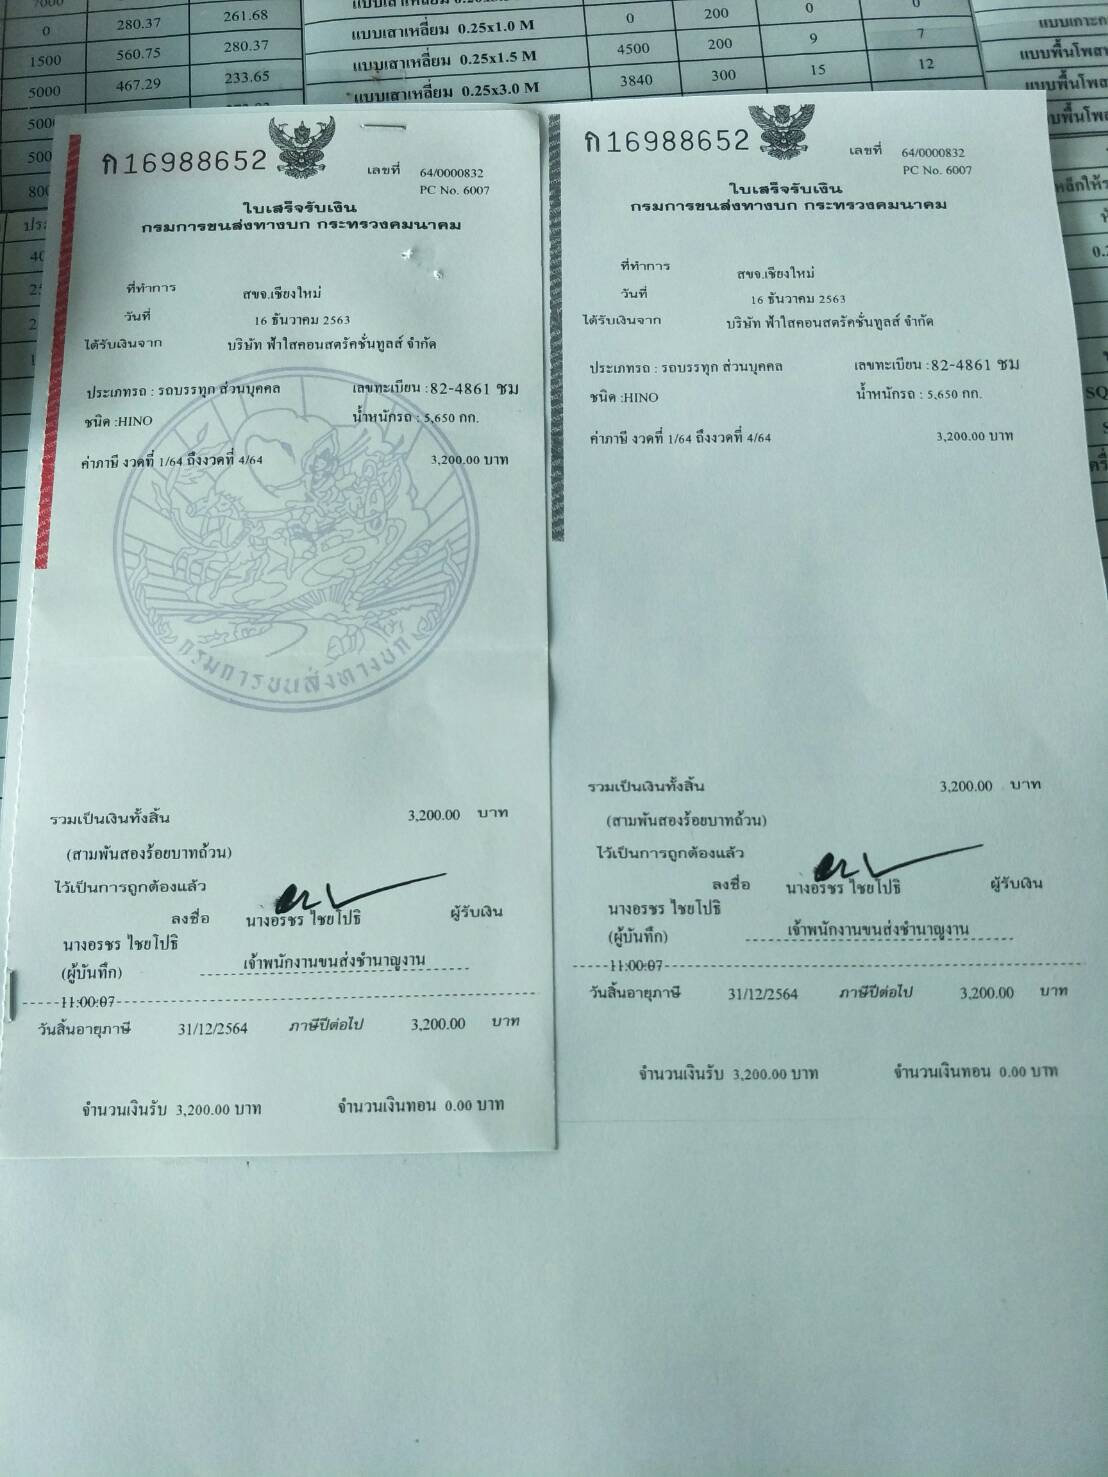 7000
0 280.37 261.68
1500 560.75 280.37
5000 467.29 233.65
แบบเสาเหลี่ยม 0.25x1.0 M 0 200 0 0
แบบเสาเหลี่ยม 0.25x1.5 M 4500 200 9 7
แบบเสาเหลี่ยม 0.25x3.0 M 3840 300 15 12
ก16988652
เลขที่ 64/0000832
PC No. 6007
ใบเสร็จรับเงิน
กรมการขนส่งทางบก กระทรวงคมนาคม
ที่ทำการ สขจ.เชียงใหม่
วันที่ 16 ธันวาคม 2563
ได้รับเงินจาก บริษัท ฟ้าใสคอนสตรัคชั่นทูลส์ จำกัด
ประเภทรถ : รถบรรทุก ส่วนบุคคล เลขทะเบียน : 82-4861 ชม
ชนิด :HINO น้ำหนักรถ : 5,650 กก.
ค่าภาษี งวดที่ 1/64 ถึงงวดที่ 4/64 3,200.00 บาท
กรมการขนส่งทางบก
รวมเป็นเงินทั้งสิ้น 3,200.00 บาท
(สามพันสองร้อยบาทถ้วน)
ไว้เป็นการถูกต้องแล้ว
ลงชื่อ นางอรชร ไชยโปธิ ผู้รับเงิน
นางอรชร ไชยโปธิ
(ผู้บันทึก) เจ้าพนักงานขนส่งชำนาญงาน
11:00:07
วันสิ้นอายุภาษี 31/12/2564 ภาษีปีต่อไป 3,200.00 บาท
จำนวนเงินรับ 3,200.00 บาท จำนวนเงินทอน 0.00 บาท
ก16988652
เลขที่ 64/0000832
PC No. 6007
ใบเสร็จรับเงิน
กรมการขนส่งทางบก กระทรวงคมนาคม
ที่ทำการ สขจ.เชียงใหม่
วันที่ 16 ธันวาคม 2563
ได้รับเงินจาก บริษัท ฟ้าใสคอนสตรัคชั่นทูลส์ จำกัด
ประเภทรถ : รถบรรทุก ส่วนบุคคล เลขทะเบียน : 82-4861 ชม
ชนิด :HINO น้ำหนักรถ : 5,650 กก.
ค่าภาษี งวดที่ 1/64 ถึงงวดที่ 4/64 3,200.00 บาท
รวมเป็นเงินทั้งสิ้น 3,200.00 บาท
(สามพันสองร้อยบาทถ้วน)
ไว้เป็นการถูกต้องแล้ว
ลงชื่อ นางอรชร ไชยโปธิ ผู้รับเงิน
นางอรชร ไชยโปธิ
(ผู้บันทึก) เจ้าพนักงานขนส่งชำนาญงาน
11:00:07
วันสิ้นอายุภาษี 31/12/2564 ภาษีปีต่อไป 3,200.00 บาท
จำนวนเงินรับ 3,200.00 บาท จำนวนเงินทอน 0.00 บาท